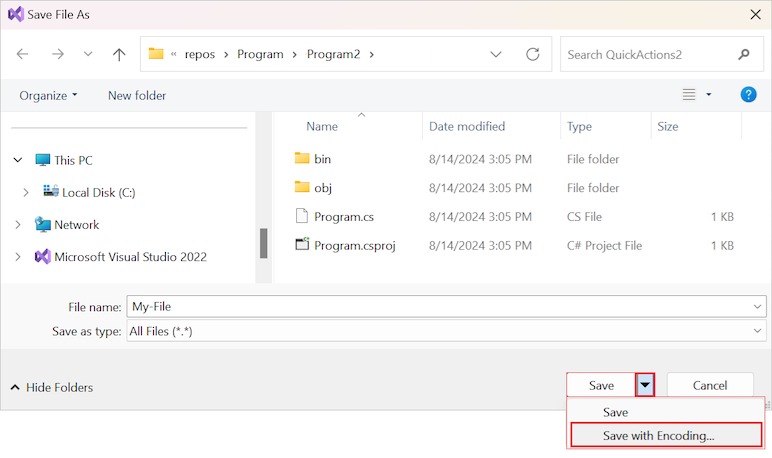 Save File As
« repos > Program > Program2 >
Search QuickActions2
Organize
New folder
?
Name
Date modified
Type
Size
This PC
Local Disk (C:)
Network
Microsoft Visual Studio 2022
bin 8/14/2024 3:05 PM File folder
obj 8/14/2024 3:05 PM File folder
Program.cs 8/14/2024 3:05 PM CS File 1 KB
Program.csproj 8/14/2024 3:05 PM C# Project File 1 KB
File name: My-File
Save as type: All Files (*.*)
Hide Folders
Save
Cancel
Save
Save with Encoding...